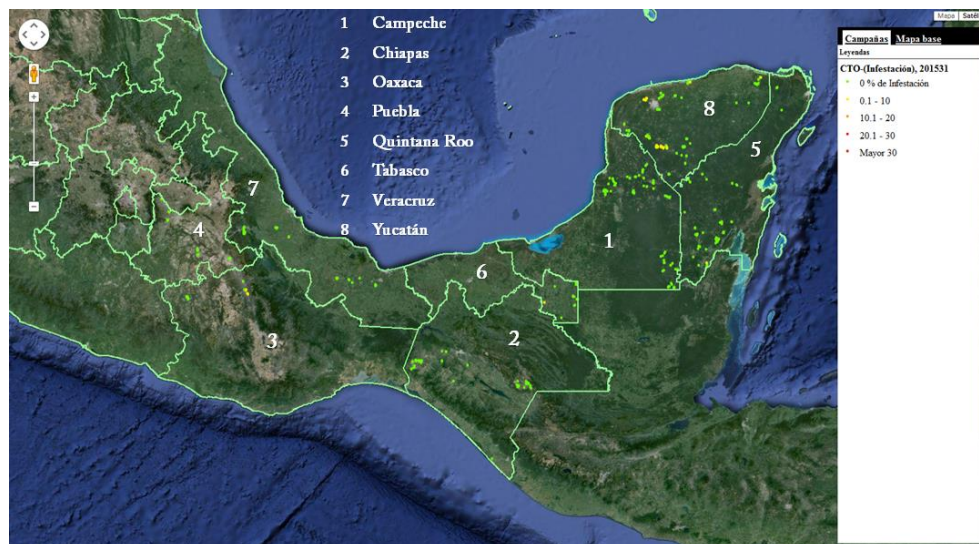 1 Campeche
2 Chiapas
3 Oaxaca
4 Puebla
5 Quintana Roo
6 Tabasco
7 Veracruz
8 Yucatán
Mapa Satél
Campañas Mapa base
Leyendas
CTO-(Infestación), 201531
0 % de Infestación
0.1 - 10
10.1 - 20
20.1 - 30
Mayor 30
8
5
7
4
1
6
2
3